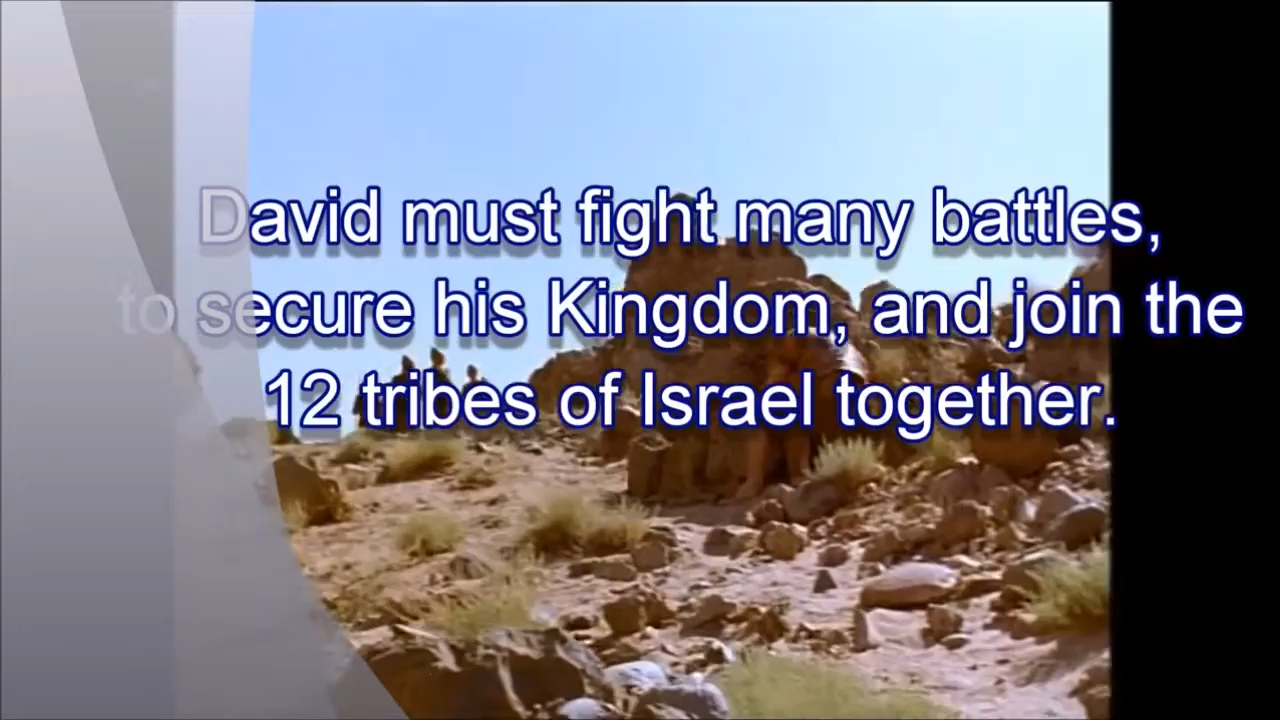 David must fight many battles,
to secure his Kingdom, and join the
12 tribes of Israel together.